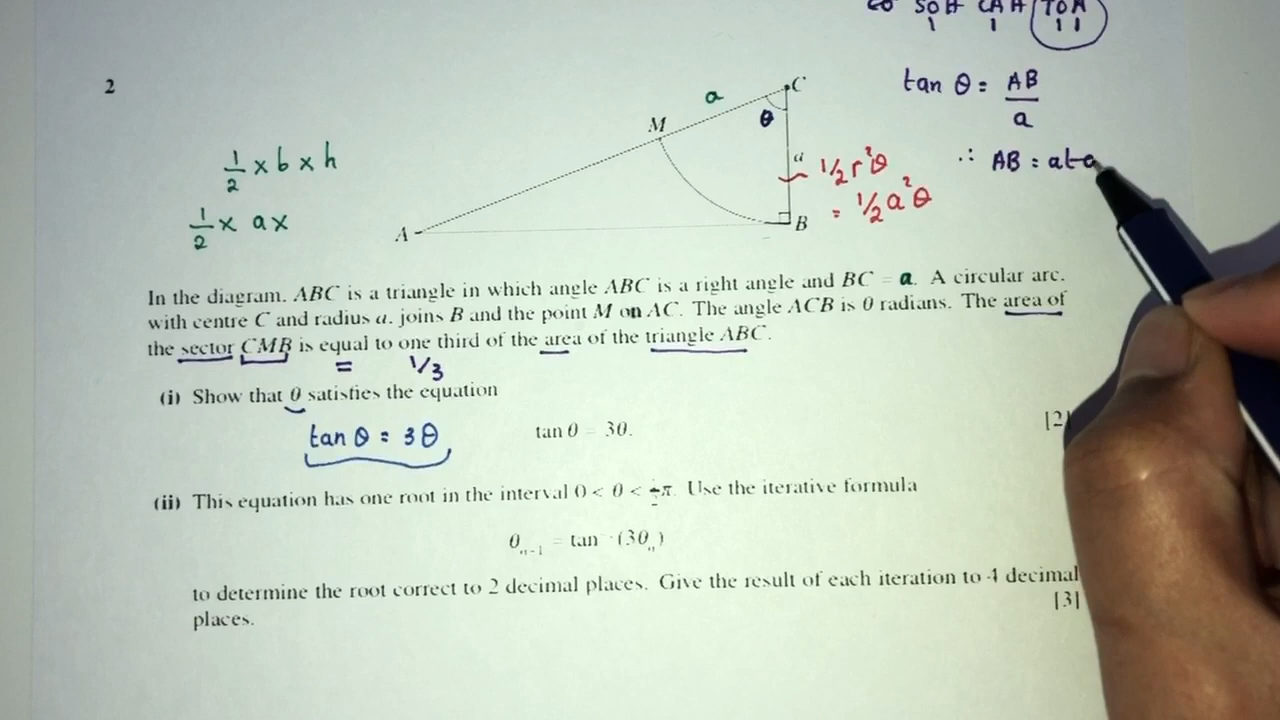 SOH CAH TOA
2
a
C
tan θ = AB
a
θ
M
1/2 × b × h
a
1/2 r²θ
∴ AB = a
= 1/2 a²θ
1/2 × a ×
A
B
In the diagram, ABC is a triangle in which angle ABC is a right angle and BC = a. A circular arc,
with centre C and radius a, joins B and the point M on AC. The angle ACB is θ radians. The area of
the sector CMB is equal to one third of the area of the triangle ABC.
= 1/3
(i) Show that θ satisfies the equation
tan θ = 3θ
tan θ = 3θ.
[2]
(ii) This equation has one root in the interval 0 < θ < ½π. Use the iterative formula
(3θn)
to determine the root correct to 2 decimal places. Give the result of each iteration to 4 decimal
places.
[3]